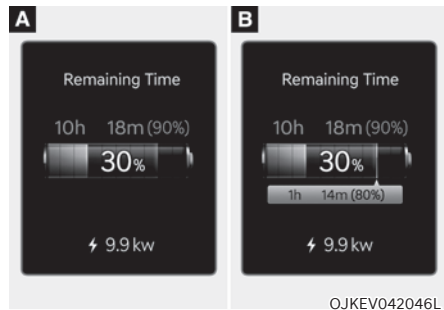 A
Remaining Time
10h 18m (90%)
30%
9.9 kw
B
Remaining Time
10h 18m (90%)
30%
1h 14m (80%)
9.9 kw
OJKEV042046L